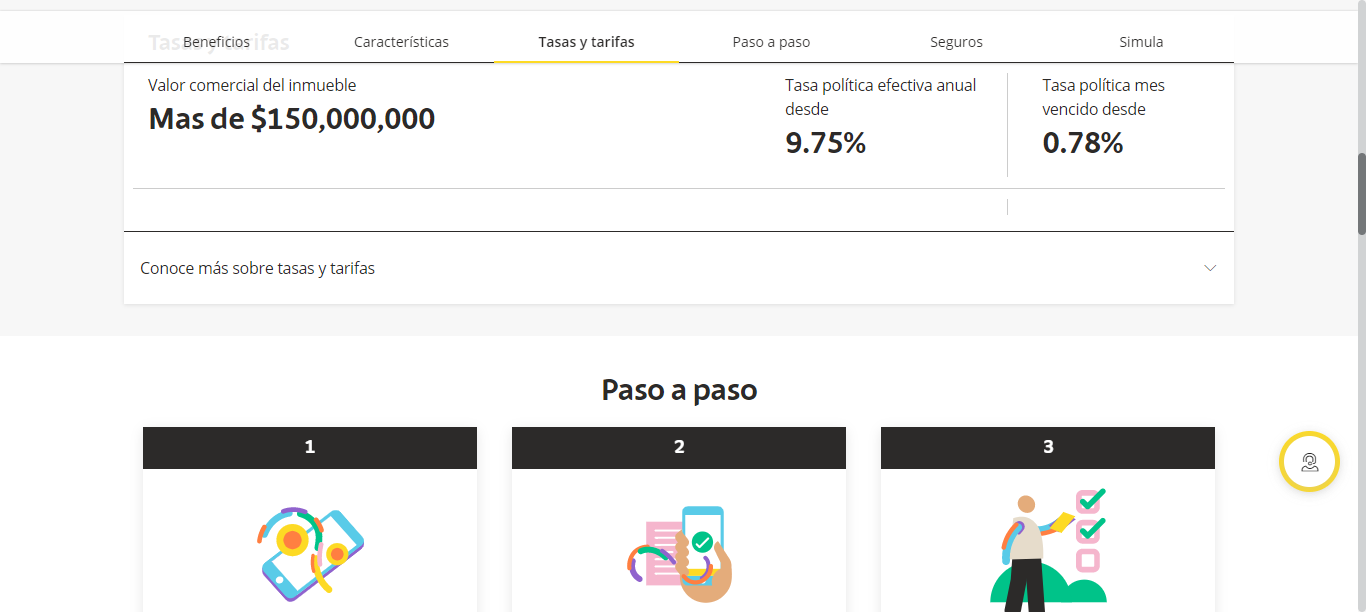 Tasas y tarifas
Beneficios
Características
Tasas y tarifas
Paso a paso
Seguros
Simula
Valor comercial del inmueble
Mas de $150,000,000
Tasa política efectiva anual
desde
9.75%
Tasa política mes
vencido desde
0.78%
Conoce más sobre tasas y tarifas
Paso a paso
1
2
3